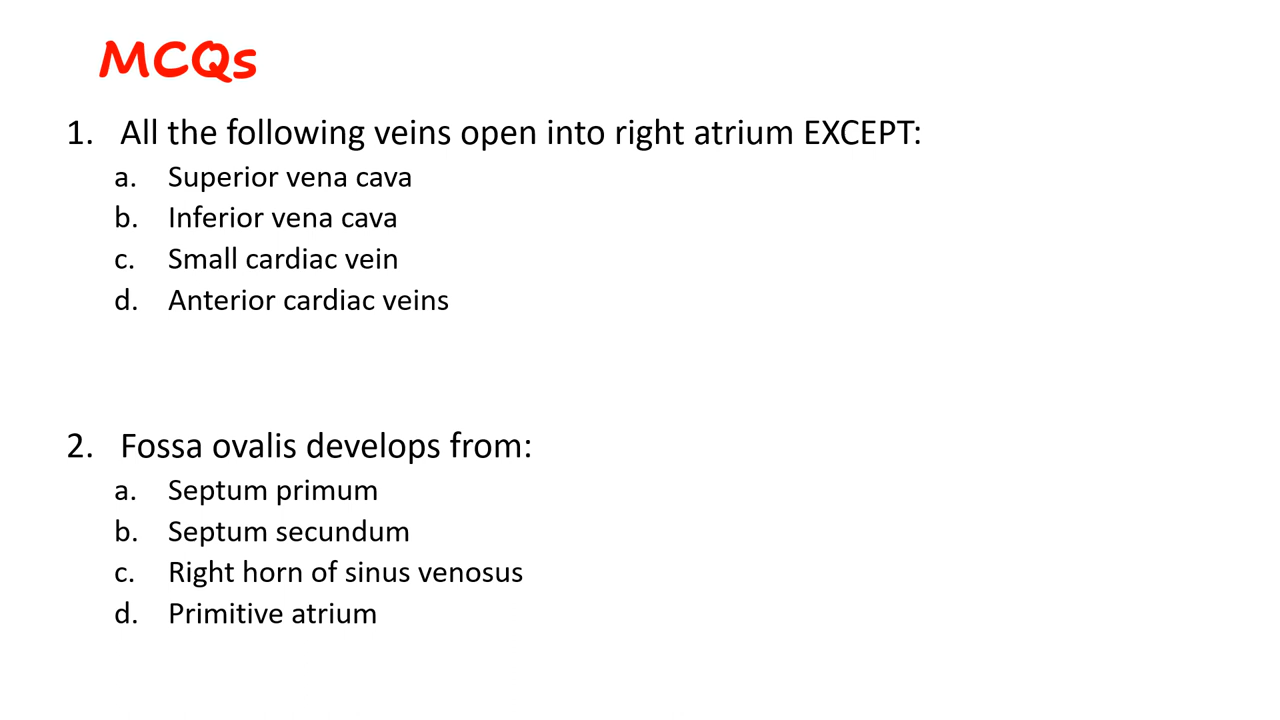 MCQs
1. All the following veins open into right atrium EXCEPT:
a. Superior vena cava
b. Inferior vena cava
c. Small cardiac vein
d. Anterior cardiac veins
2. Fossa ovalis develops from:
a. Septum primum
b. Septum secundum
c. Right horn of sinus venosus
d. Primitive atrium